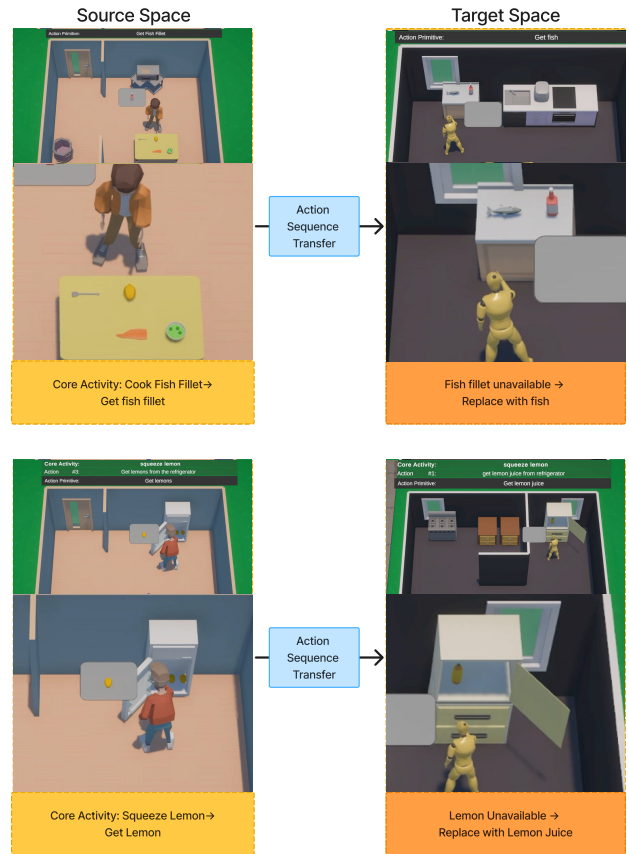 Source Space
Target Space
Action Primitive: Get Fish Fillet
Action Primitive: Get fish
Action
Sequence
Transfer
Core Activity: Cook Fish Fillet→
Get fish fillet
Fish fillet unavailable →
Replace with fish
Core Activity: squeeze lemon
Action #3: Get lemons from the refrigerator
Action Primitive: Get lemons
Core Activity: squeeze lemon
Action #1: get lemon juice from refrigerator
Action Primitive: Get lemon juice
Action
Sequence
Transfer
Core Activity: Squeeze Lemon→
Get Lemon
Lemon Unavailable →
Replace with Lemon Juice